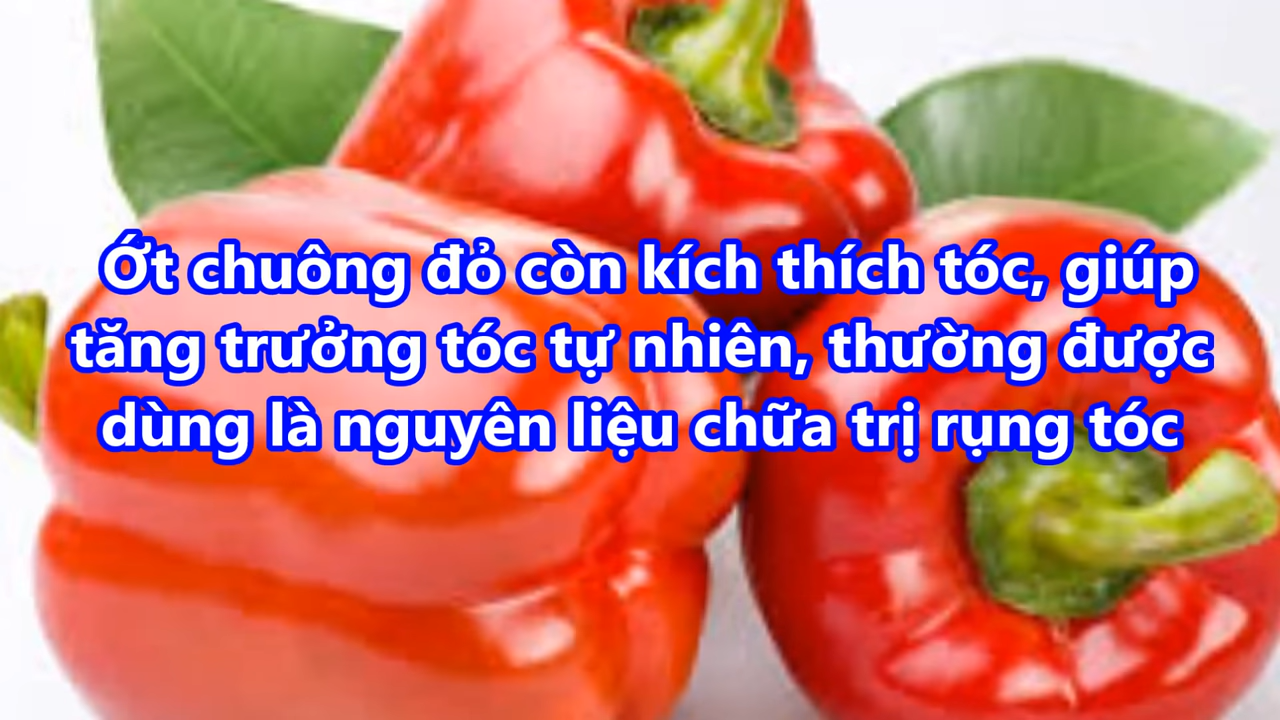 Ớt chuông đỏ còn kích thích tóc, giúp
tăng trưởng tóc tự nhiên, thường được
dùng là nguyên liệu chữa trị rụng tóc